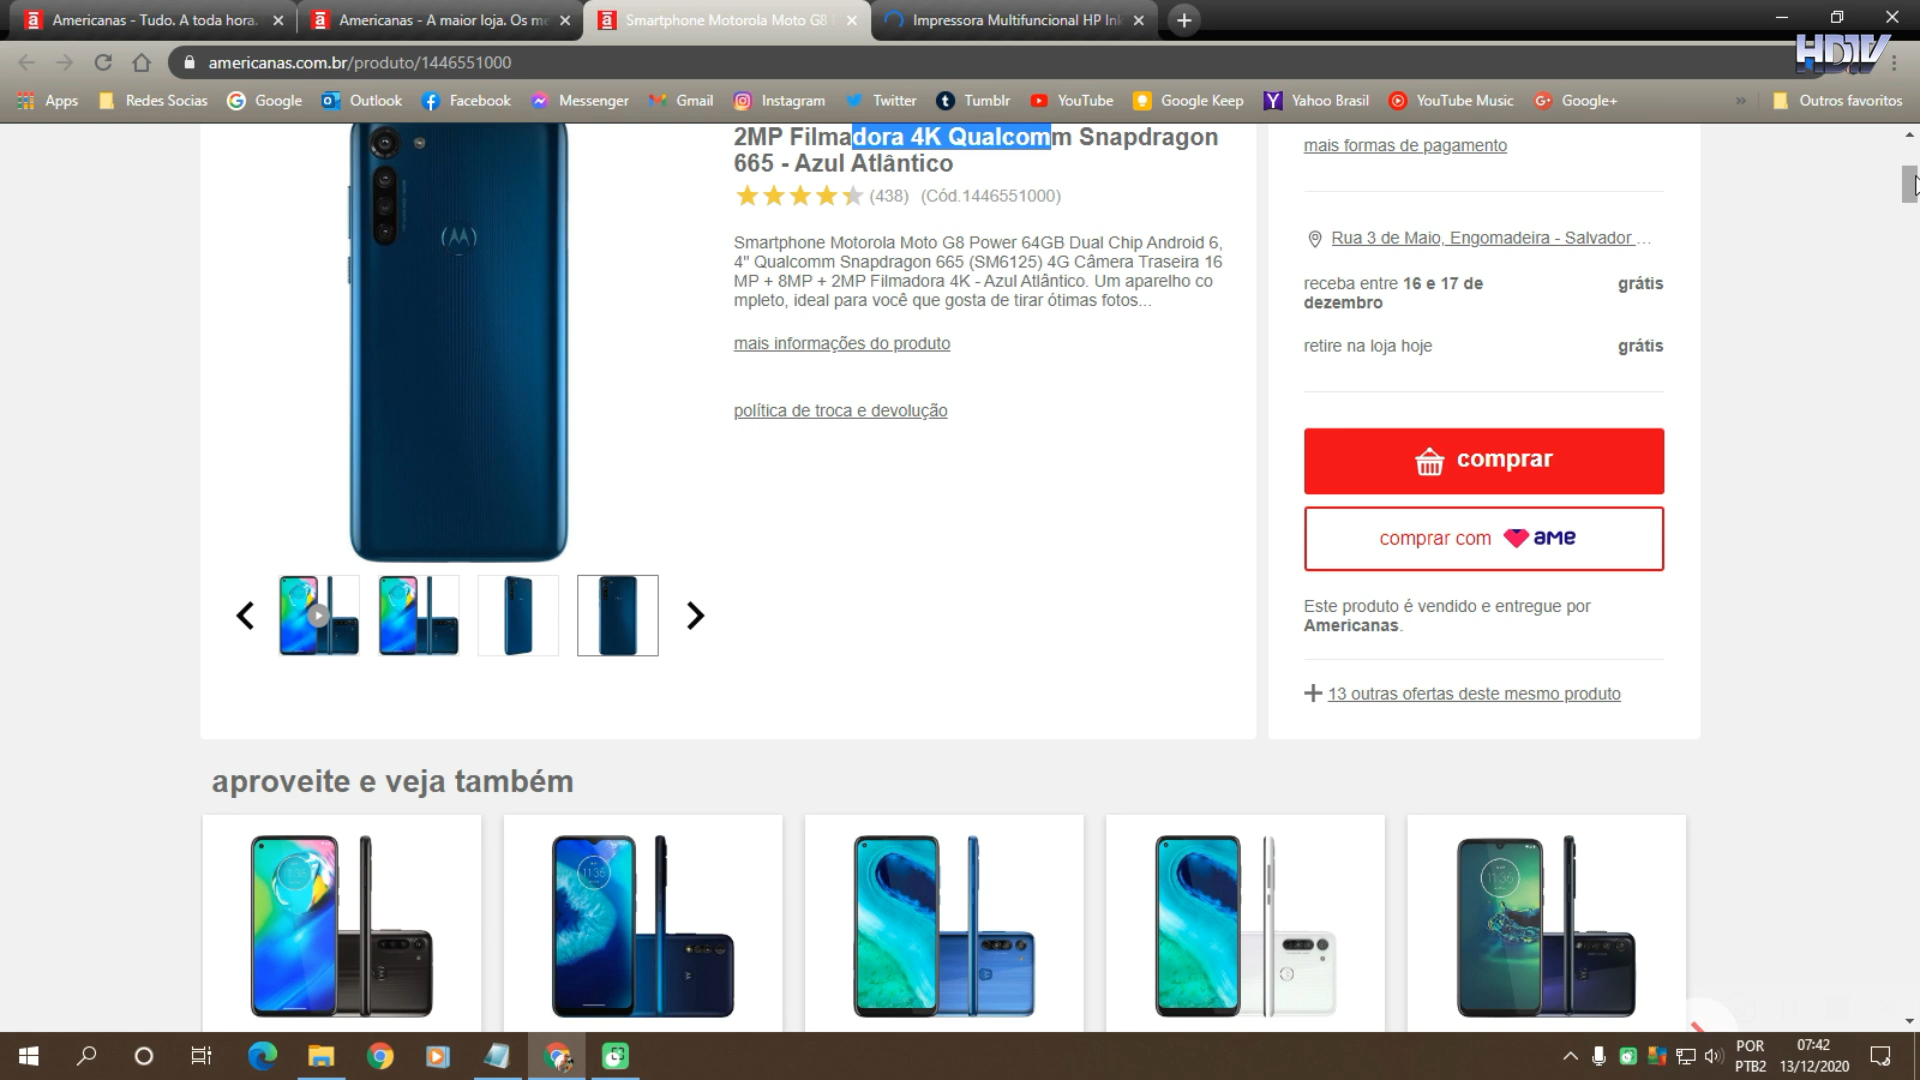 Americanas - Tudo. A toda hora.
Americanas - A maior loja. Os me
Smartphone Motorola Moto G8
Impressora Multifuncional HP Ink
HDTV
americanas.com.br/produto/1446551000
Apps
Redes Socias
Google
Outlook
Facebook
Messenger
Gmail
Instagram
Twitter
Tumblr
YouTube
Google Keep
Yahoo Brasil
YouTube Music
Google+
»
Outros favoritos
2MP Filmadora 4K Qualcomm Snapdragon
665 - Azul Atlântico
(438) (Cód.1446551000)
Smartphone Motorola Moto G8 Power 64GB Dual Chip Android 6,
4" Qualcomm Snapdragon 665 (SM6125) 4G Câmera Traseira 16
MP + 8MP + 2MP Filmadora 4K - Azul Atlântico. Um aparelho co
mpleto, ideal para você que gosta de tirar ótimas fotos...
mais informações do produto
política de troca e devolução
mais formas de pagamento
Rua 3 de Maio, Engomadeira - Salvador ...
receba entre 16 e 17 de
dezembro
grátis
retire na loja hoje
grátis
comprar
comprar com ame
Este produto é vendido e entregue por
Americanas.
13 outras ofertas deste mesmo produto
aproveite e veja também
11:36
11:36
POR
PTB2
07:42
13/12/2020